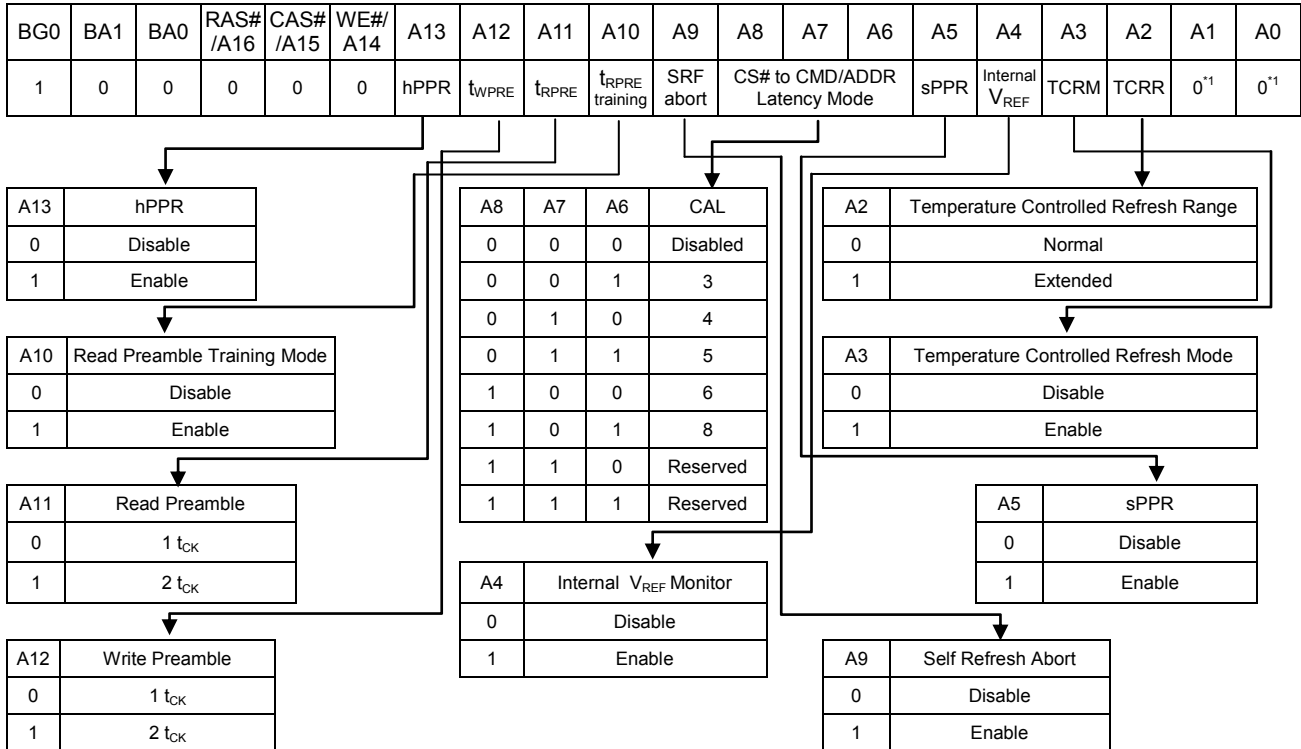 BG0 BA1 BA0 RAS#/A16 CAS#/A15 WE#/A14 A13 A12 A11 A10 A9 A8 A7 A6 A5 A4 A3 A2 A1 A0
1 0 0 0 0 0 hPPR tWPRE tRPRE tRPRE training SRF abort CS# to CMD/ADDR Latency Mode sPPR Internal VREF TCRM TCRR 0*1 0*1
A13 hPPR
0 Disable
1 Enable
A10 Read Preamble Training Mode
0 Disable
1 Enable
A11 Read Preamble
0 1 tCK
1 2 tCK
A12 Write Preamble
0 1 tCK
1 2 tCK
A8 A7 A6 CAL
0 0 0 Disabled
0 0 1 3
0 1 0 4
0 1 1 5
1 0 0 6
1 0 1 8
1 1 0 Reserved
1 1 1 Reserved
A4 Internal VREF Monitor
0 Disable
1 Enable
A2 Temperature Controlled Refresh Range
0 Normal
1 Extended
A3 Temperature Controlled Refresh Mode
0 Disable
1 Enable
A5 sPPR
0 Disable
1 Enable
A9 Self Refresh Abort
0 Disable
1 Enable